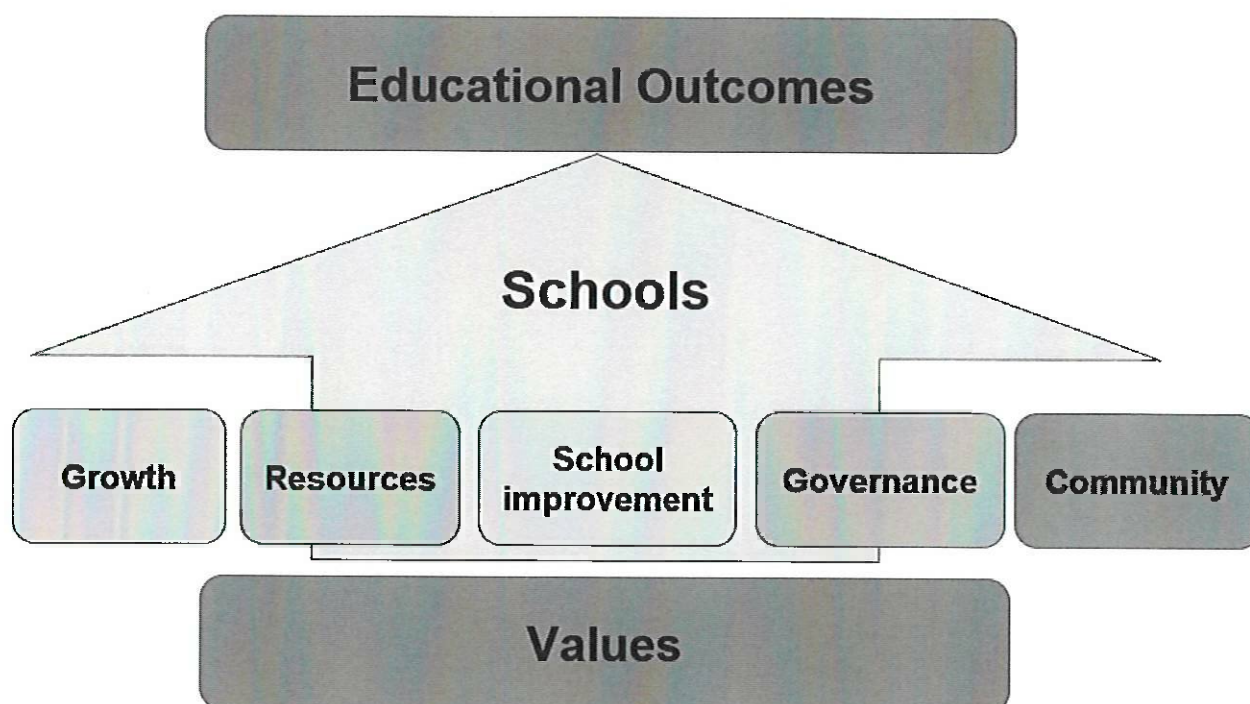 Educational Outcomes
Schools
Growth
Resources
School
improvement
Governance
Community
Values